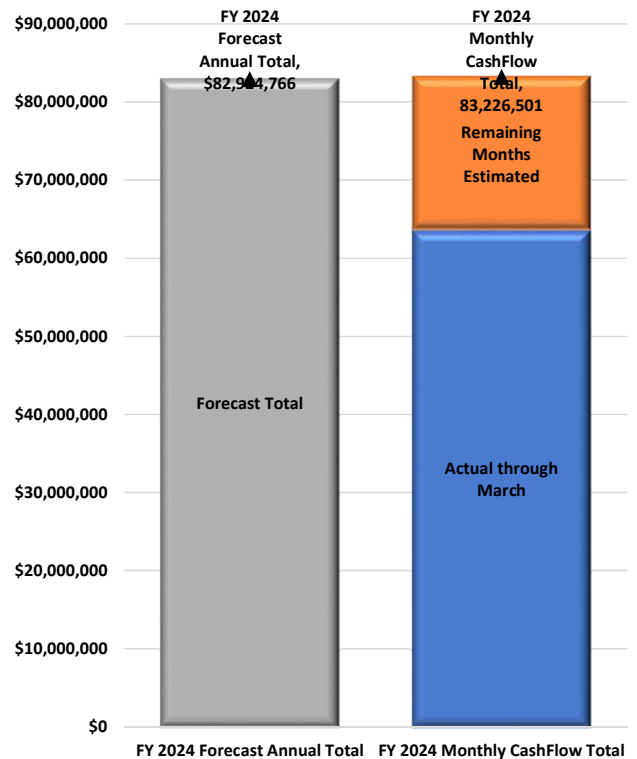 FY 2024
Forecast
Annual Total,
FY 2024
Monthly
CashFlow
Total,
83,226,501
Remaining
Months
Estimated
Forecast Total
Actual through
March
$90,000,000
$80,000,000
$70,000,000
$60,000,000
$50,000,000
$40,000,000
$30,000,000
$20,000,000
$10,000,000
$0
FY 2024 Forecast Annual Total
FY 2024 Monthly CashFlow Total